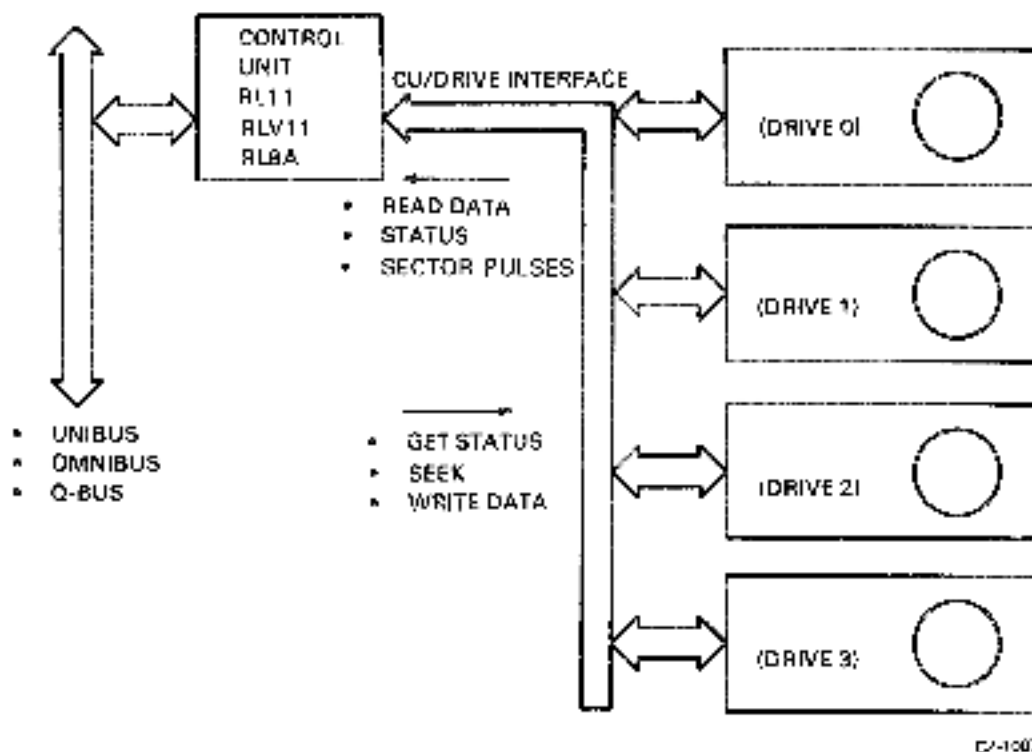 CONTROL
UNIT
RL11
RLV11
RL8A
CU/DRIVE INTERFACE
(DRIVE 0)
• READ DATA
• STATUS
• SECTOR PULSES
(DRIVE 1)
• UNIBUS
• OMNIBUS
• Q-BUS
• GET STATUS
• SEEK
• WRITE DATA
(DRIVE 2)
(DRIVE 3)